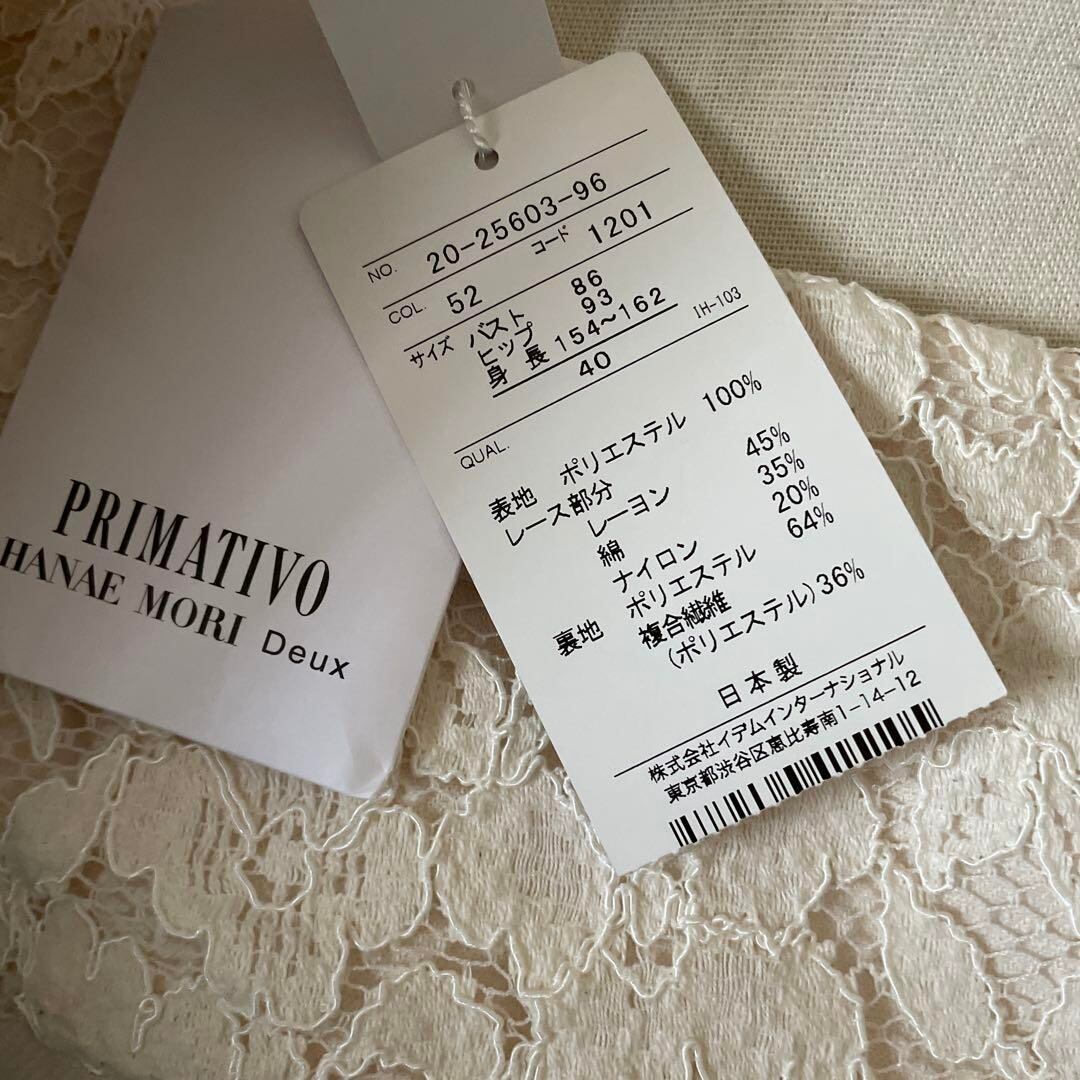 PRIMATIVO
HANAE MORI Deux
NO. 20-25603-96
COL. 52 コード 1201
サイズ バスト 86
ヒップ 93
身長 154~162
40
IH-103
QUAL.
表地 ポリエステル 100%
レース部分
レーヨン 45%
綿 35%
ナイロン 20%
裏地 ポリエステル 64%
複合繊維
(ポリエステル) 36%
日本製
株式会社イデムインターナショナル
東京都渋谷区恵比寿南1-14-12